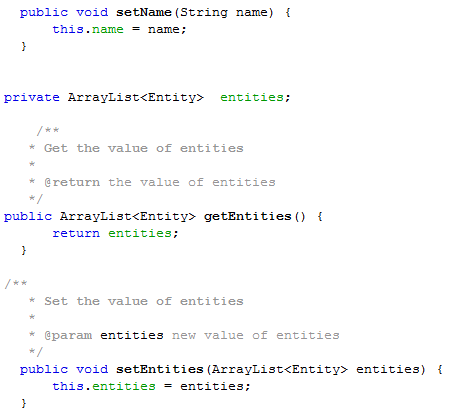 public void setName(String name) {
this.name = name;
}
private ArrayList<Entity>  entities;
/**
* Get the value of entities
*
* @return the value of entities
*/
public ArrayList<Entity> getEntities() {
return entities;
}
/**
* Set the value of entities
*
* @param entities new value of entities
*/
public void setEntities(ArrayList<Entity> entities) {
this.entities = entities;
}